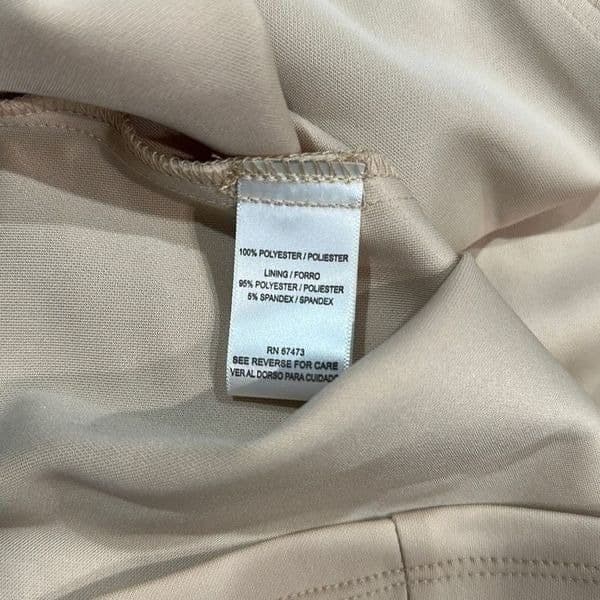 100% POLYESTER / POLIESTER
LINING / FORRO
95% POLYESTER / POLIESTER
5% SPANDEX / SPANDEX
RN 67473
SEE REVERSE FOR CARE
VER AL DORSO PARA CUIDADO